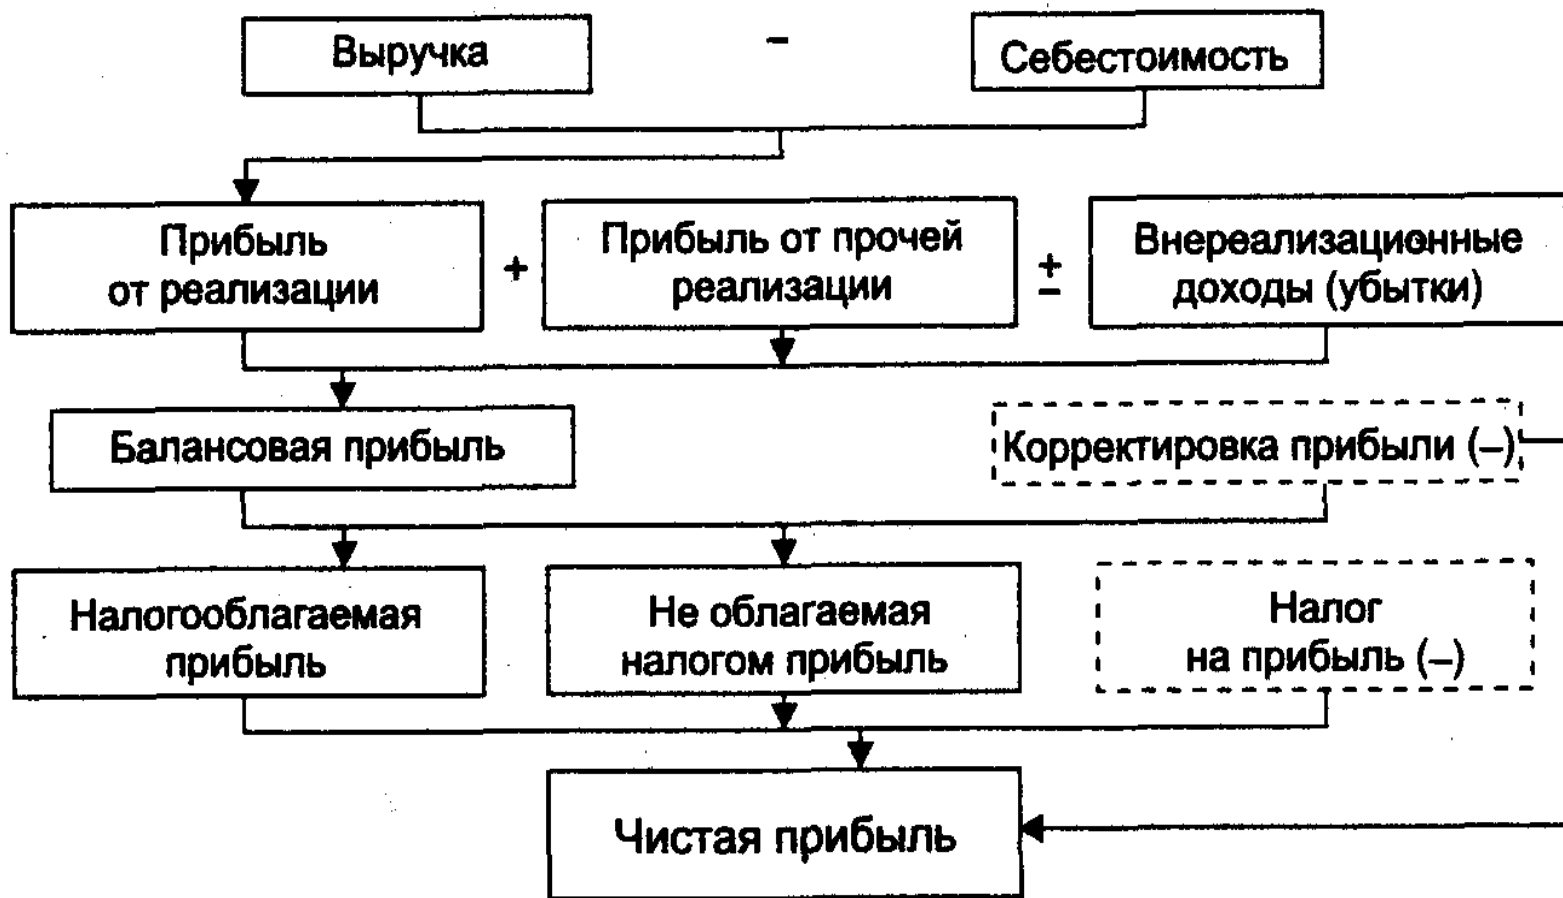 Выручка
–
Себестоимость
Прибыль
от реализации
+
Прибыль от прочей
реализации
±
Внереализационные
доходы (убытки)
Балансовая прибыль
Корректировка прибыли (–)
Налогооблагаемая
прибыль
Не облагаемая
налогом прибыль
Налог
на прибыль (–)
Чистая прибыль